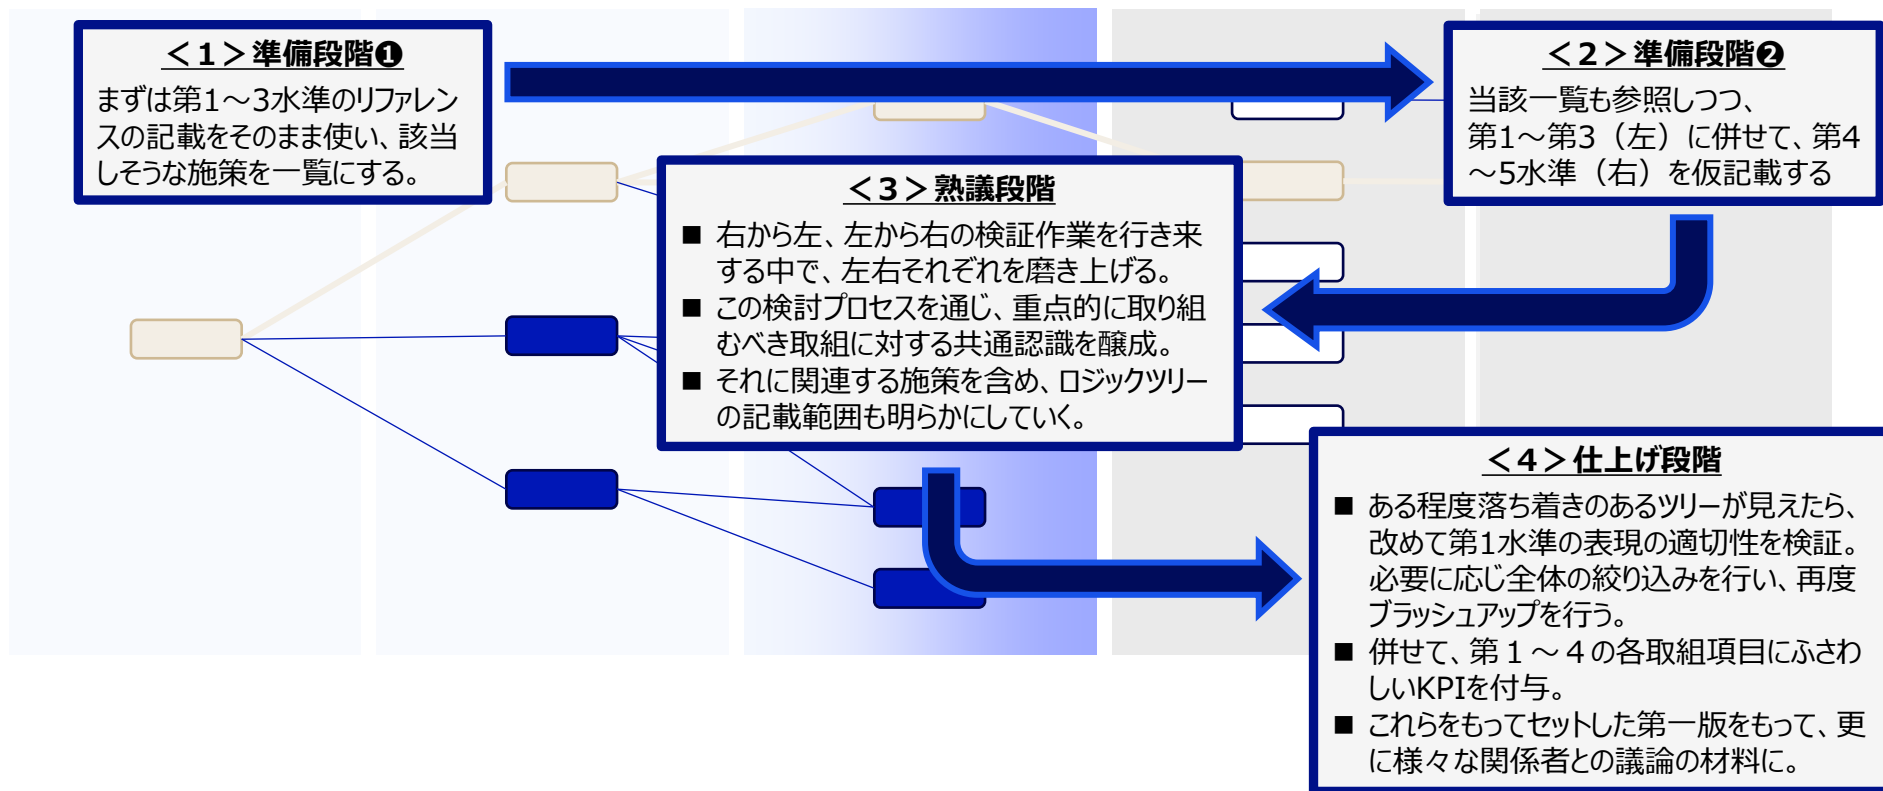 ＜１＞準備段階❶
まずは第1～3水準のリファレン
スの記載をそのまま使い、該当
しそうな施策を一覧にする。
＜２＞準備段階❷
当該一覧も参照しつつ、
第1～第3（左）に併せて、第4
～5水準（右）を仮記載する
＜３＞熟議段階
■ 右から左、左から右の検証作業を行き来
する中で、左右それぞれを磨き上げる。
■ この検討プロセスを通じ、重点的に取り組
むべき取組に対する共通認識を醸成。
■ それに関連する施策を含め、ロジックツリー
の記載範囲も明らかにしていく。
＜４＞仕上げ段階
■ ある程度落ち着きのあるツリーが見えたら、
改めて第1水準の表現の適切性を検証。
必要に応じ全体の絞り込みを行い、再度
ブラッシュアップを行う。
■ 併せて、第１～４の各取組項目にふさわ
しいKPIを付与。
■ これらをもってセットした第一版をもって、更
に様々な関係者との議論の材料に。